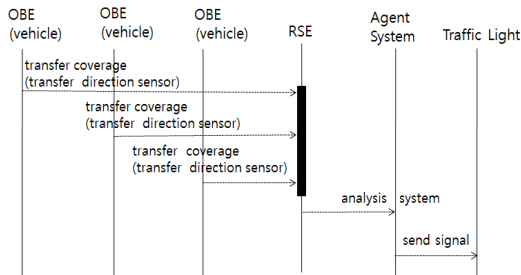 OBE
(vehicle)
OBE
(vehicle)
OBE
(vehicle)
RSE
Agent
System
Traffic Light
transfer coverage
(transfer direction sensor)
transfer coverage
(transfer direction sensor)
transfer coverage
(transfer direction sensor)
analysis system
send signal